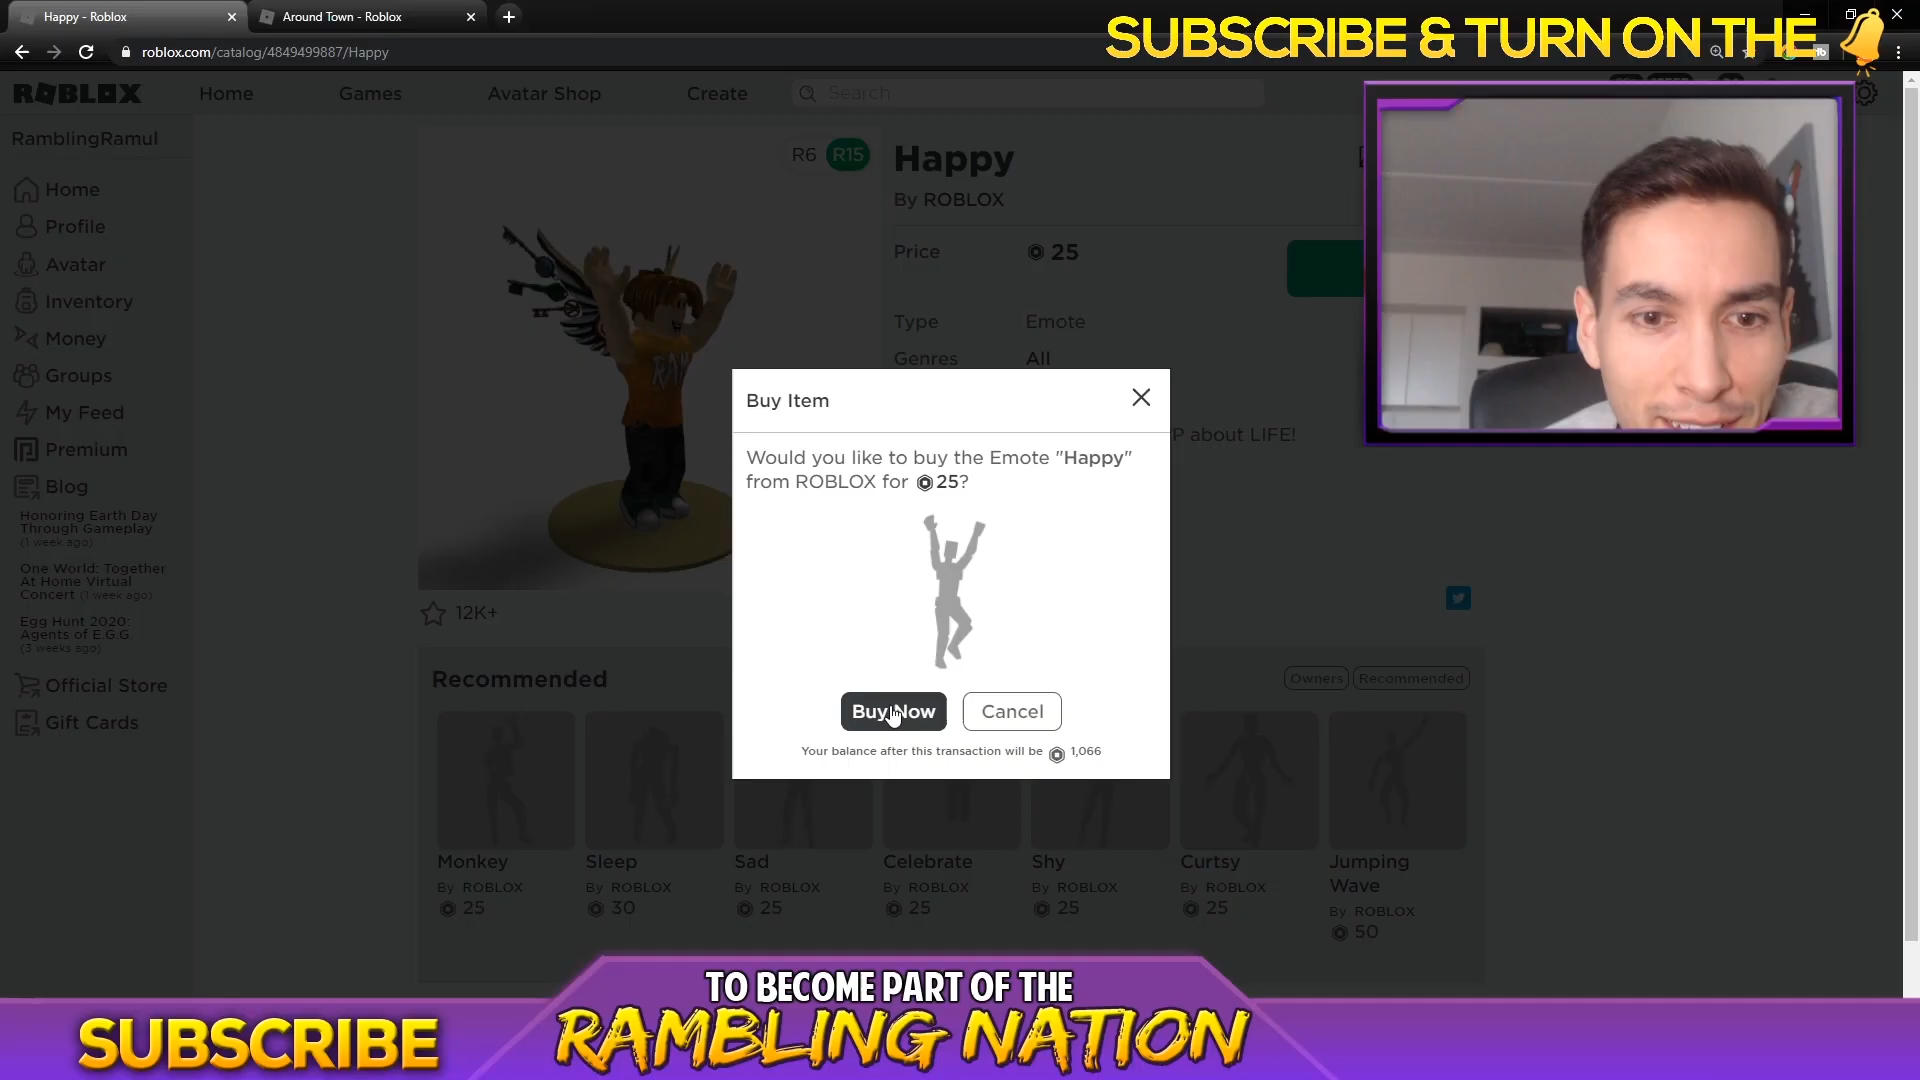 Happy - Roblox
Around Town - Roblox
roblox.com/catalog/4849499887/Happy
SUBSCRIBE & TURN ON THE
ROBLOX
Home
Games
Avatar Shop
Create
Search
RamblingRamul
Home
Profile
Avatar
Inventory
Money
Groups
My Feed
Premium
Blog
Honoring Earth Day
Through Gameplay
(1 week ago)
One World: Together
At Home Virtual
Concert (1 week ago)
Egg Hunt 2020:
Agents of E.G.G.
(3 weeks ago)
Official Store
Gift Cards
R6 R15
Happy
By ROBLOX
Price 25
Type Emote
Genres All
P about LIFE!
12K+
Buy Item
Would you like to buy the Emote "Happy"
from ROBLOX for 25?
Buy Now
Cancel
Your balance after this transaction will be 1,066
Recommended
Owners
Recommended
Monkey
By ROBLOX
25
Sleep
By ROBLOX
30
Sad
By ROBLOX
25
Celebrate
By ROBLOX
25
Shy
By ROBLOX
25
Curtsy
By ROBLOX
25
Jumping
Wave
By ROBLOX
50
SUBSCRIBE
TO BECOME PART OF THE
RAMBLING NATION